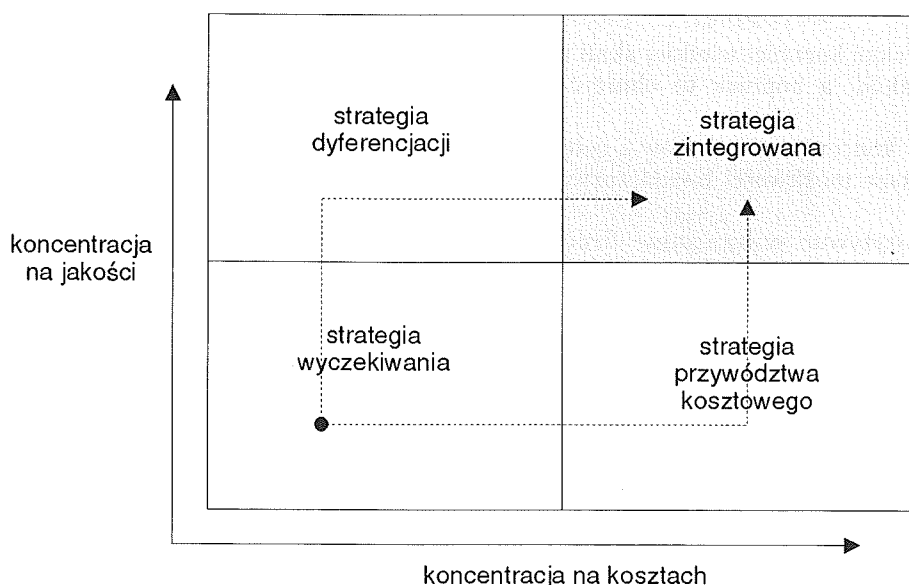 strategia
dyferencjacji
strategia
zintegrowana
koncentracja
na jakości
strategia
wyczekiwania
strategia
przywództwa
kosztowego
koncentracja na kosztach